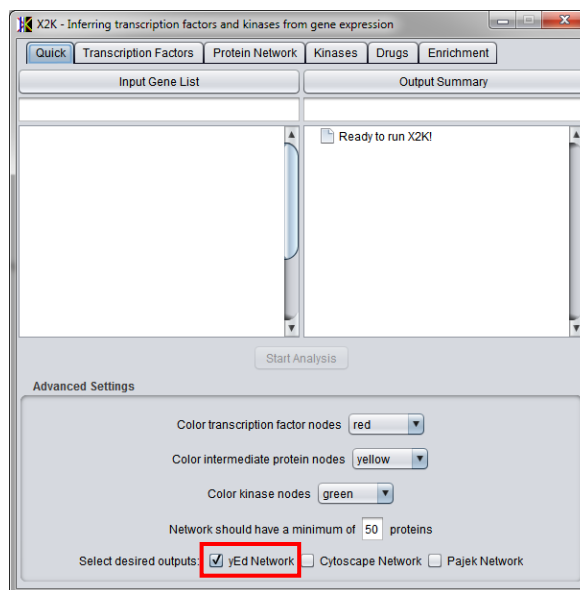 X2K - Inferring transcription factors and kinases from gene expression
Quick Transcription Factors Protein Network Kinases Drugs Enrichment
Input Gene List Output Summary
Ready to run X2K!
Start Analysis
Advanced Settings
Color transcription factor nodes red
Color intermediate protein nodes yellow
Color kinase nodes green
Network should have a minimum of 50 proteins
Select desired outputs: yEd Network Cytoscape Network Pajek Network